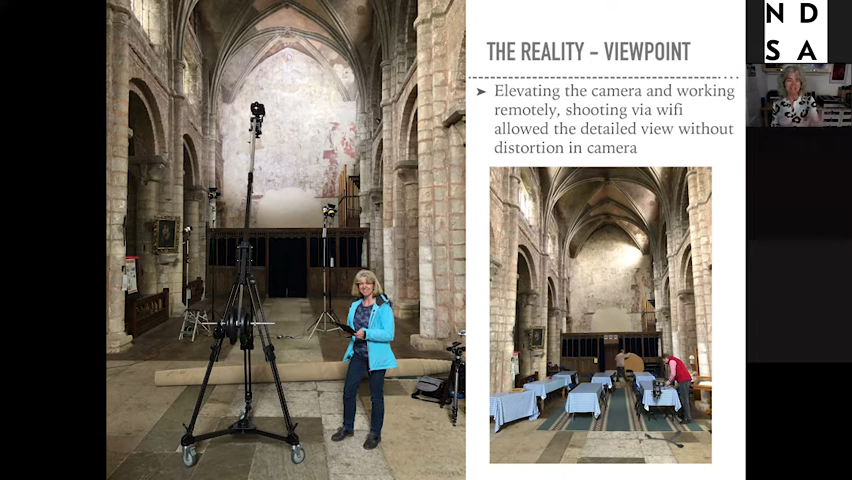 THE REALITY - VIEWPOINT
➤ Elevating the camera and working
remotely, shooting via wifi
allowed the detailed view without
distortion in camera
N D
S A